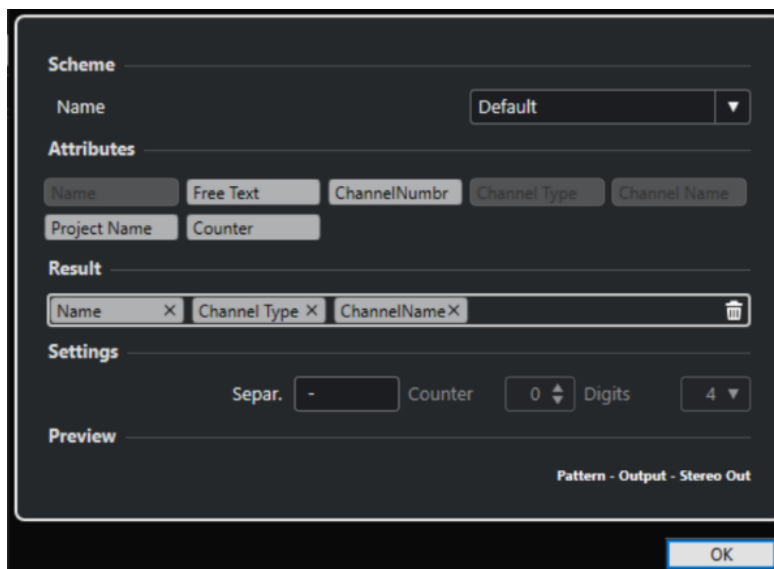 Scheme
Name Default
Attributes
Name Free Text ChannelNumbr Channel Type Channel Name
Project Name Counter
Result
Name × Channel Type × ChannelName×
Settings
Separ. - Counter 0 Digits 4
Preview
Pattern - Output - Stereo Out
OK